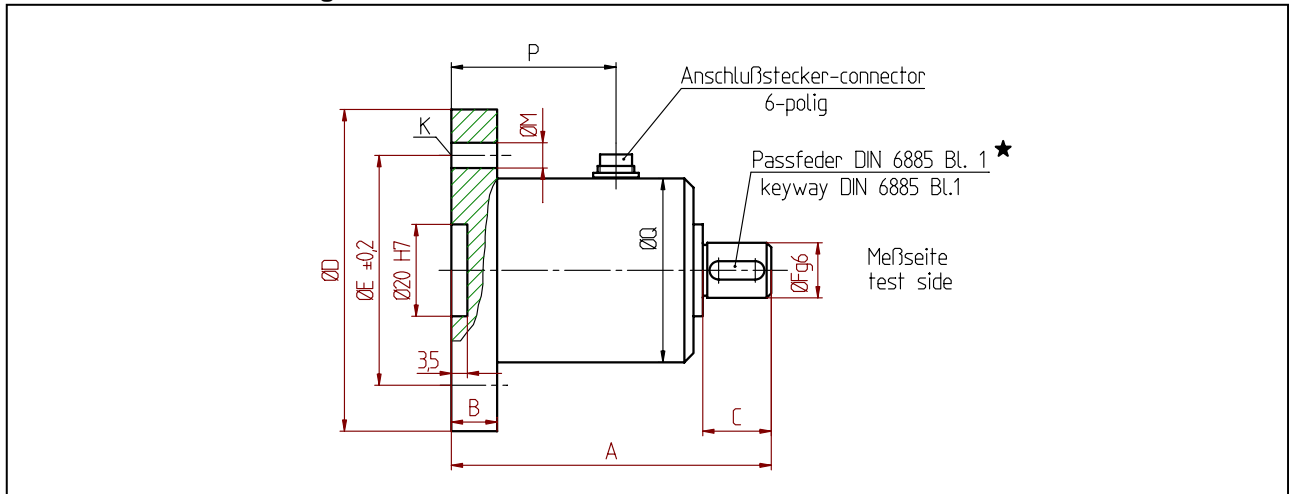 P
Anschlußstecker-connector
6-polig
K
ØM
Passfeder DIN 6885 Bl. 1 ★
keyway DIN 6885 Bl.1
ØD
ØE ±0,2
Ø20 H7
ØQ
ØFg6
Meßseite
test side
3,5
B
C
A